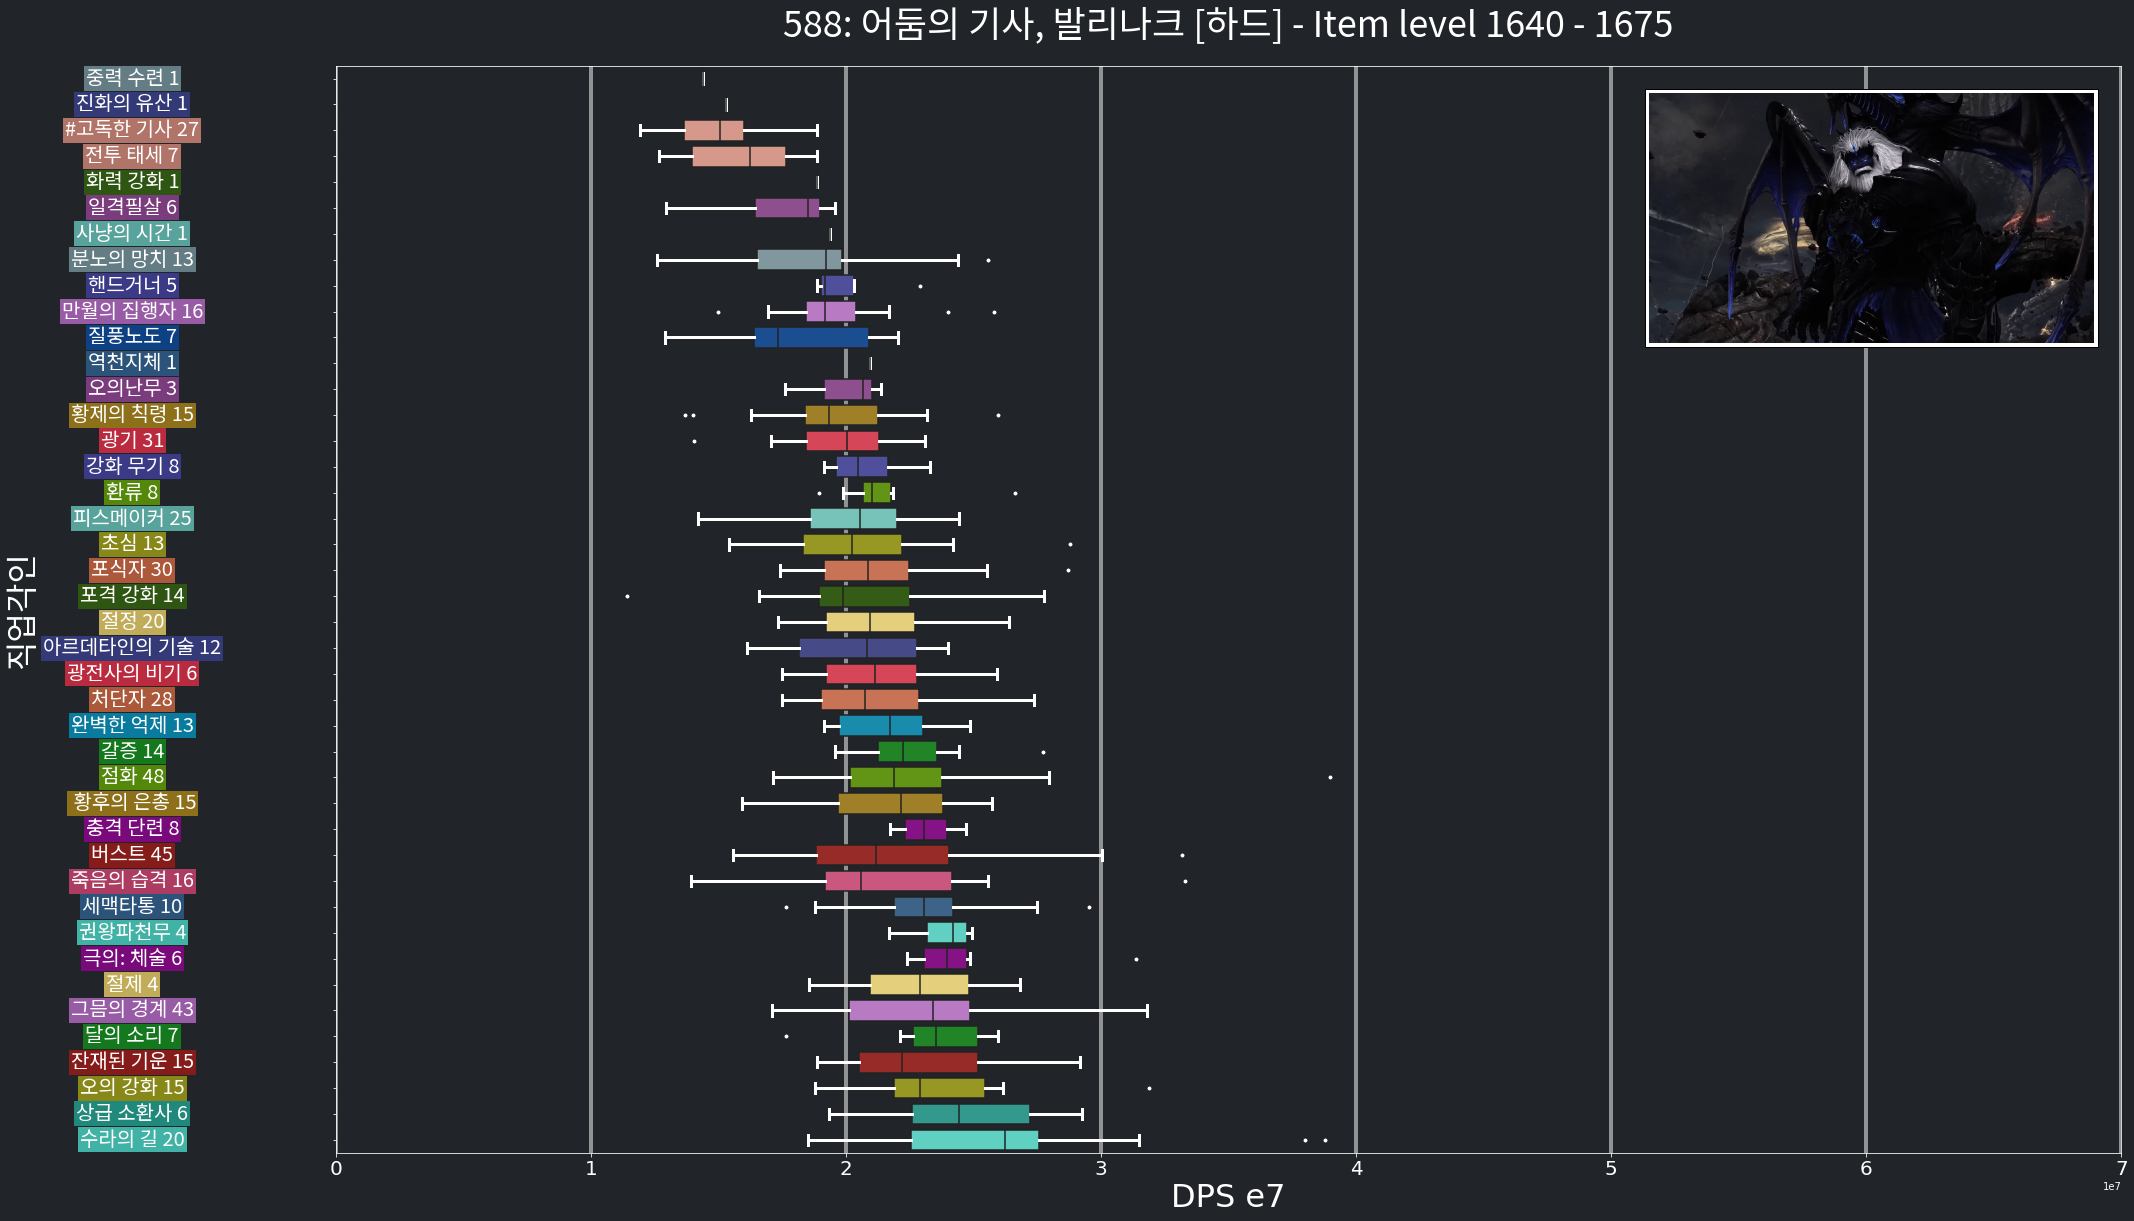 588: 어둠의 기사, 발리나크 [하드] - Item level 1640 - 1675
직업각인
중력 수련 1
진화의 유산 1
#고독한 기사 27
전투 태세 7
화력 강화 1
일격필살 6
사냥의 시간 1
분노의 망치 13
핸드거너 5
만월의 집행자 16
질풍노도 7
역천지체 1
오의난무 3
황제의 칙령 15
광기 31
강화 무기 8
환류 8
피스메이커 25
초심 13
포식자 30
포격 강화 14
절정 20
아르데타인의 기술 12
광전사의 비기 6
처단자 28
완벽한 억제 13
갈증 14
점화 48
황후의 은총 15
충격 단련 8
버스트 45
죽음의 습격 16
세맥타통 10
권왕파천무 4
극의: 체술 6
절제 4
그믐의 경계 43
달의 소리 7
잔재된 기운 15
오의 강화 15
상급 소환사 6
수라의 길 20
0 1 2 3 4 5 6 7
1e7
DPS e7